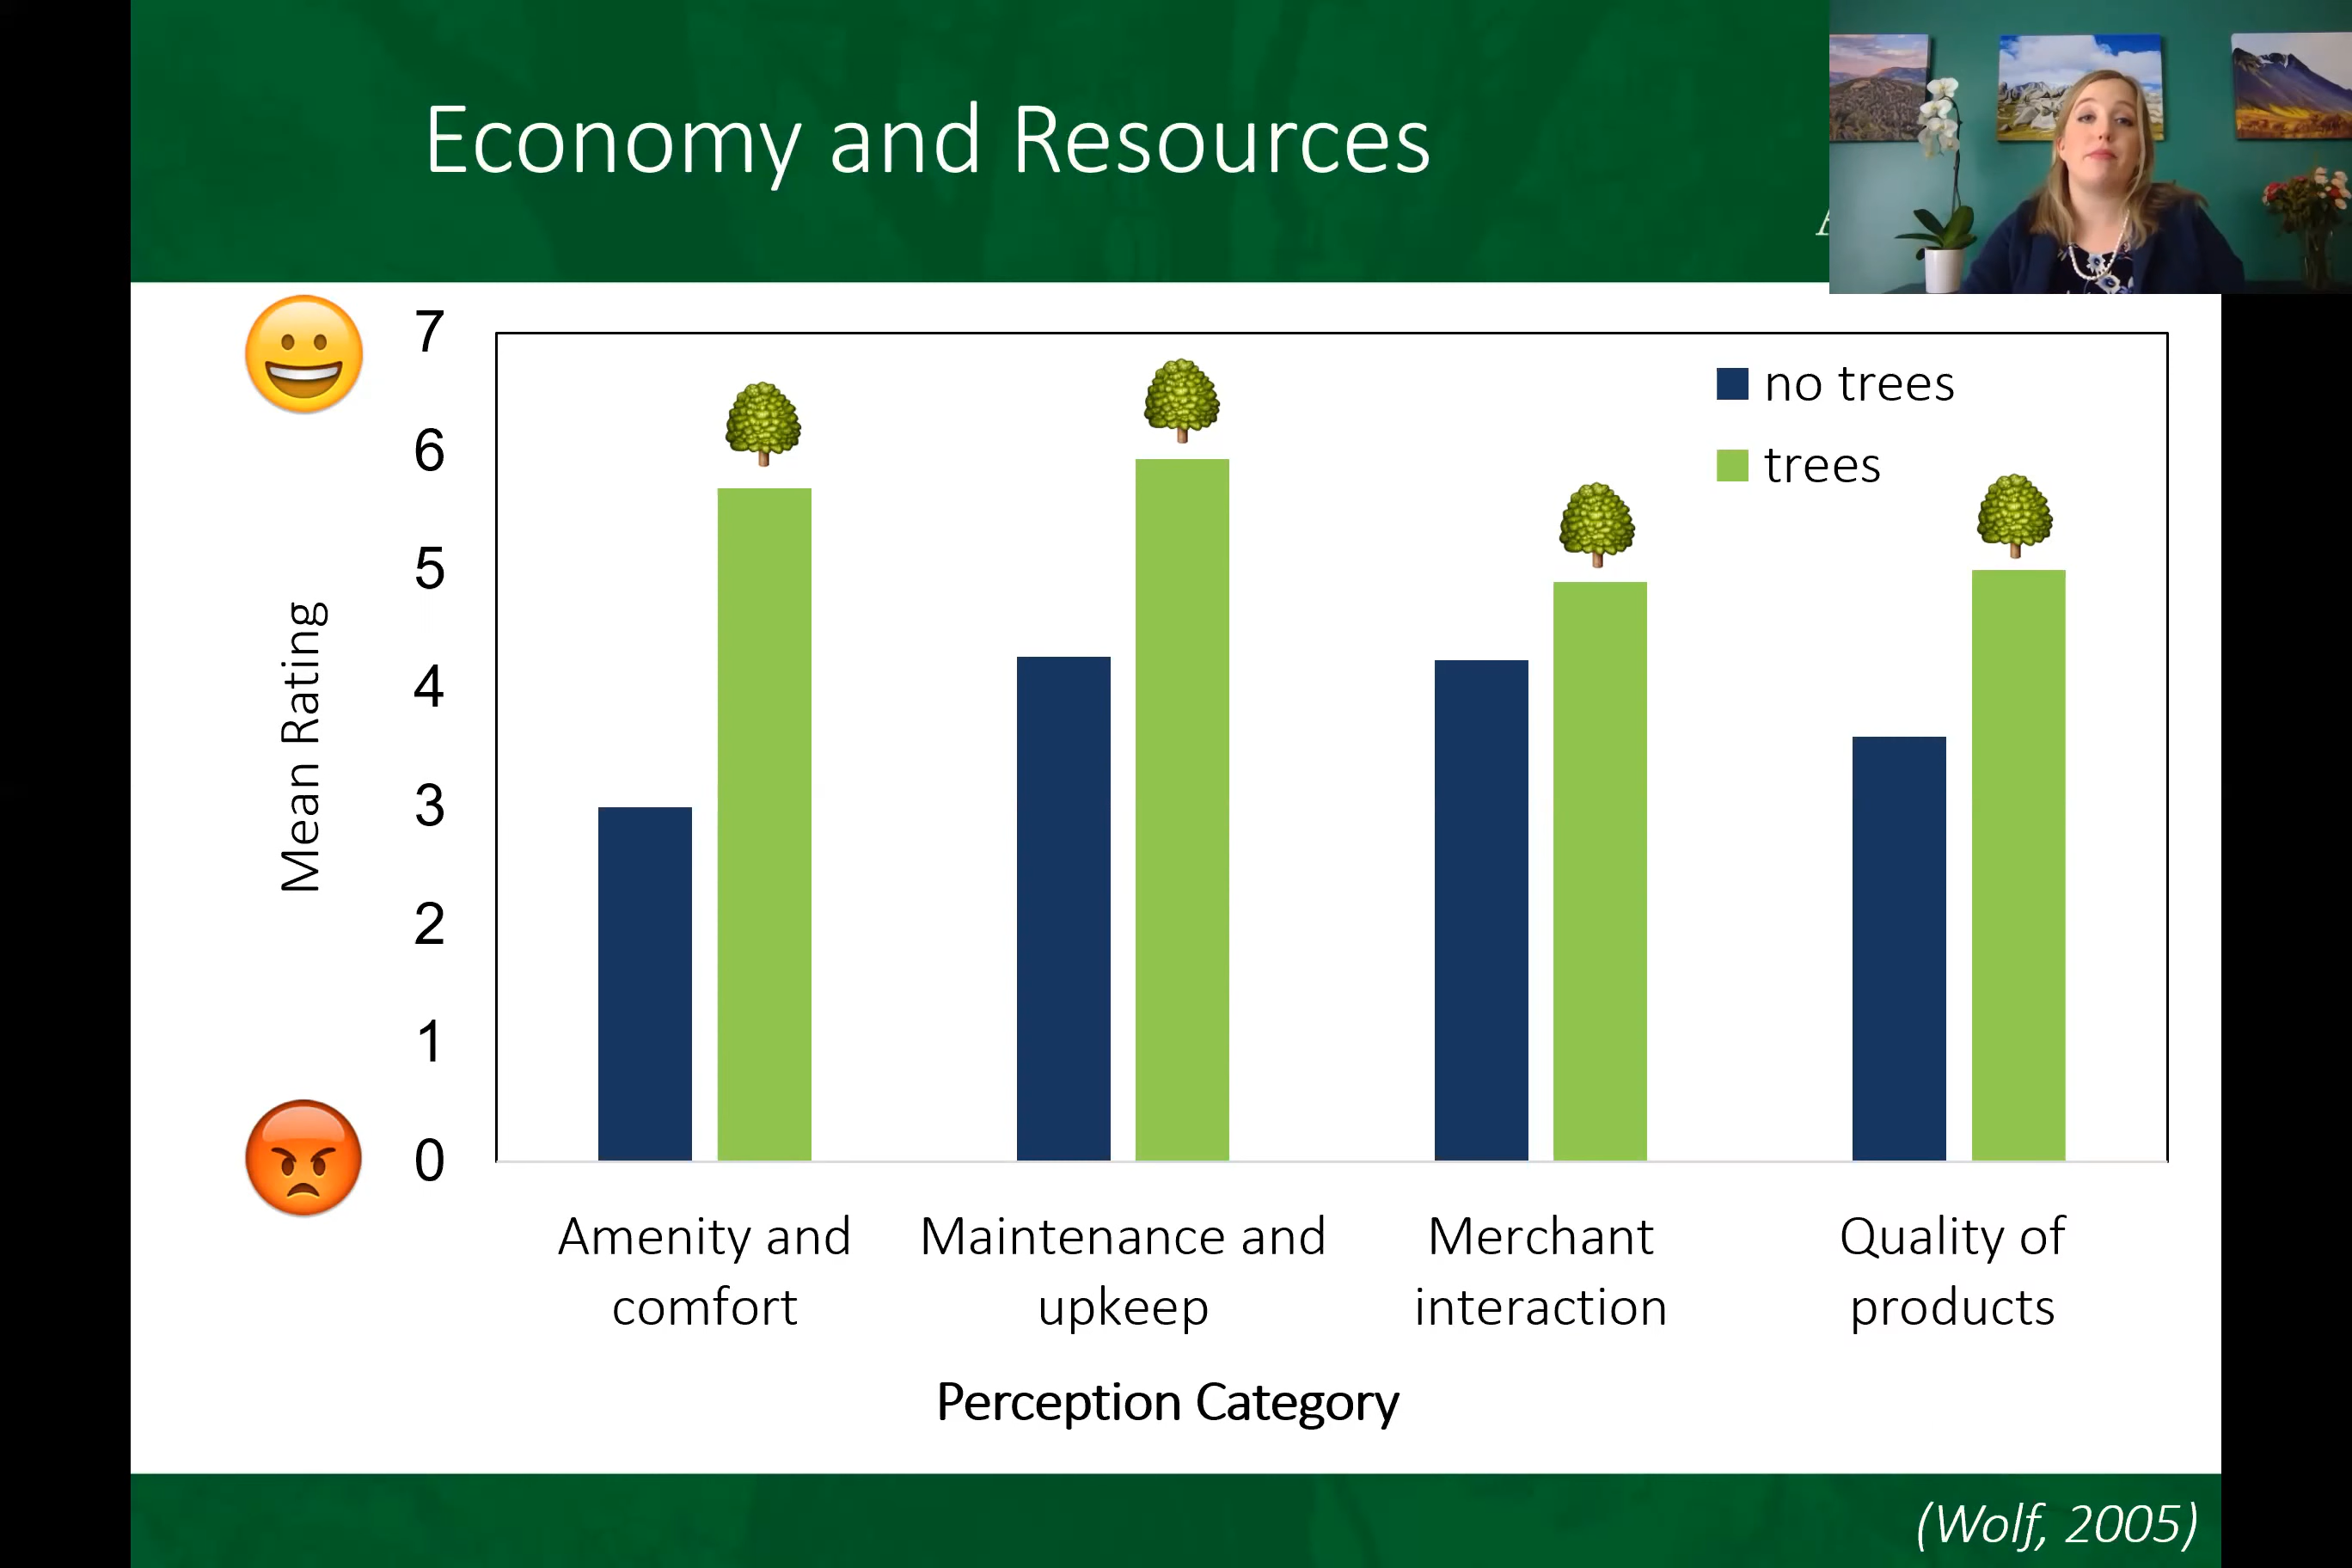 Economy and Resources
A
7
6
5
4
3
2
1
0
Mean Rating
no trees
trees
Amenity and
comfort
Maintenance and
upkeep
Merchant
interaction
Quality of
products
Perception Category
(Wolf, 2005)